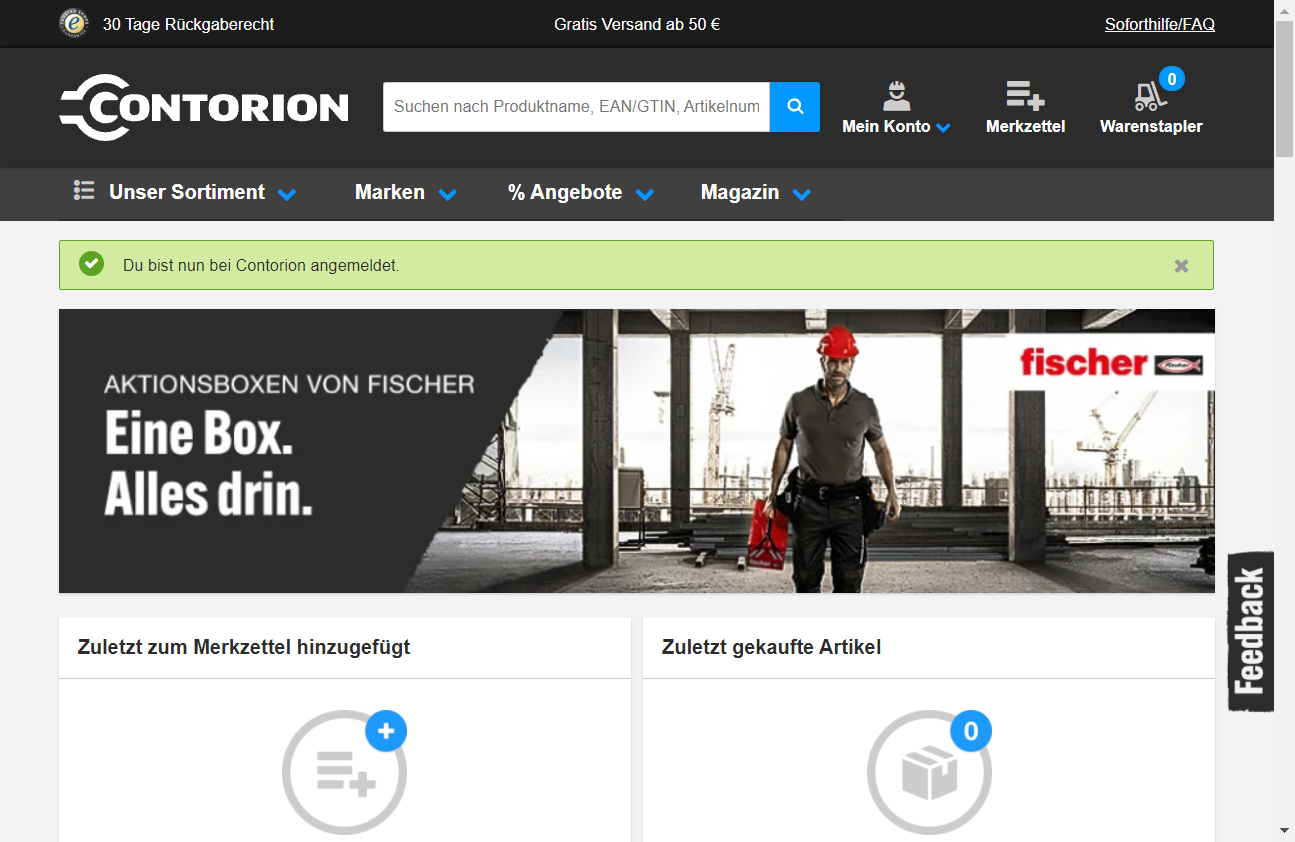 30 Tage Rückgaberecht
Gratis Versand ab 50 €
Soforthilfe/FAQ
CONTORION
Suchen nach Produktname, EAN/GTIN, Artikelnum
Mein Konto
Merkzettel
0
Warenstapler
Unser Sortiment
Marken
% Angebote
Magazin
Du bist nun bei Contorion angemeldet.
AKTIONSBOXEN VON FISCHER
Eine Box.
Alles drin.
fischer
Feedback
Zuletzt zum Merkzettel hinzugefügt
Zuletzt gekaufte Artikel
0